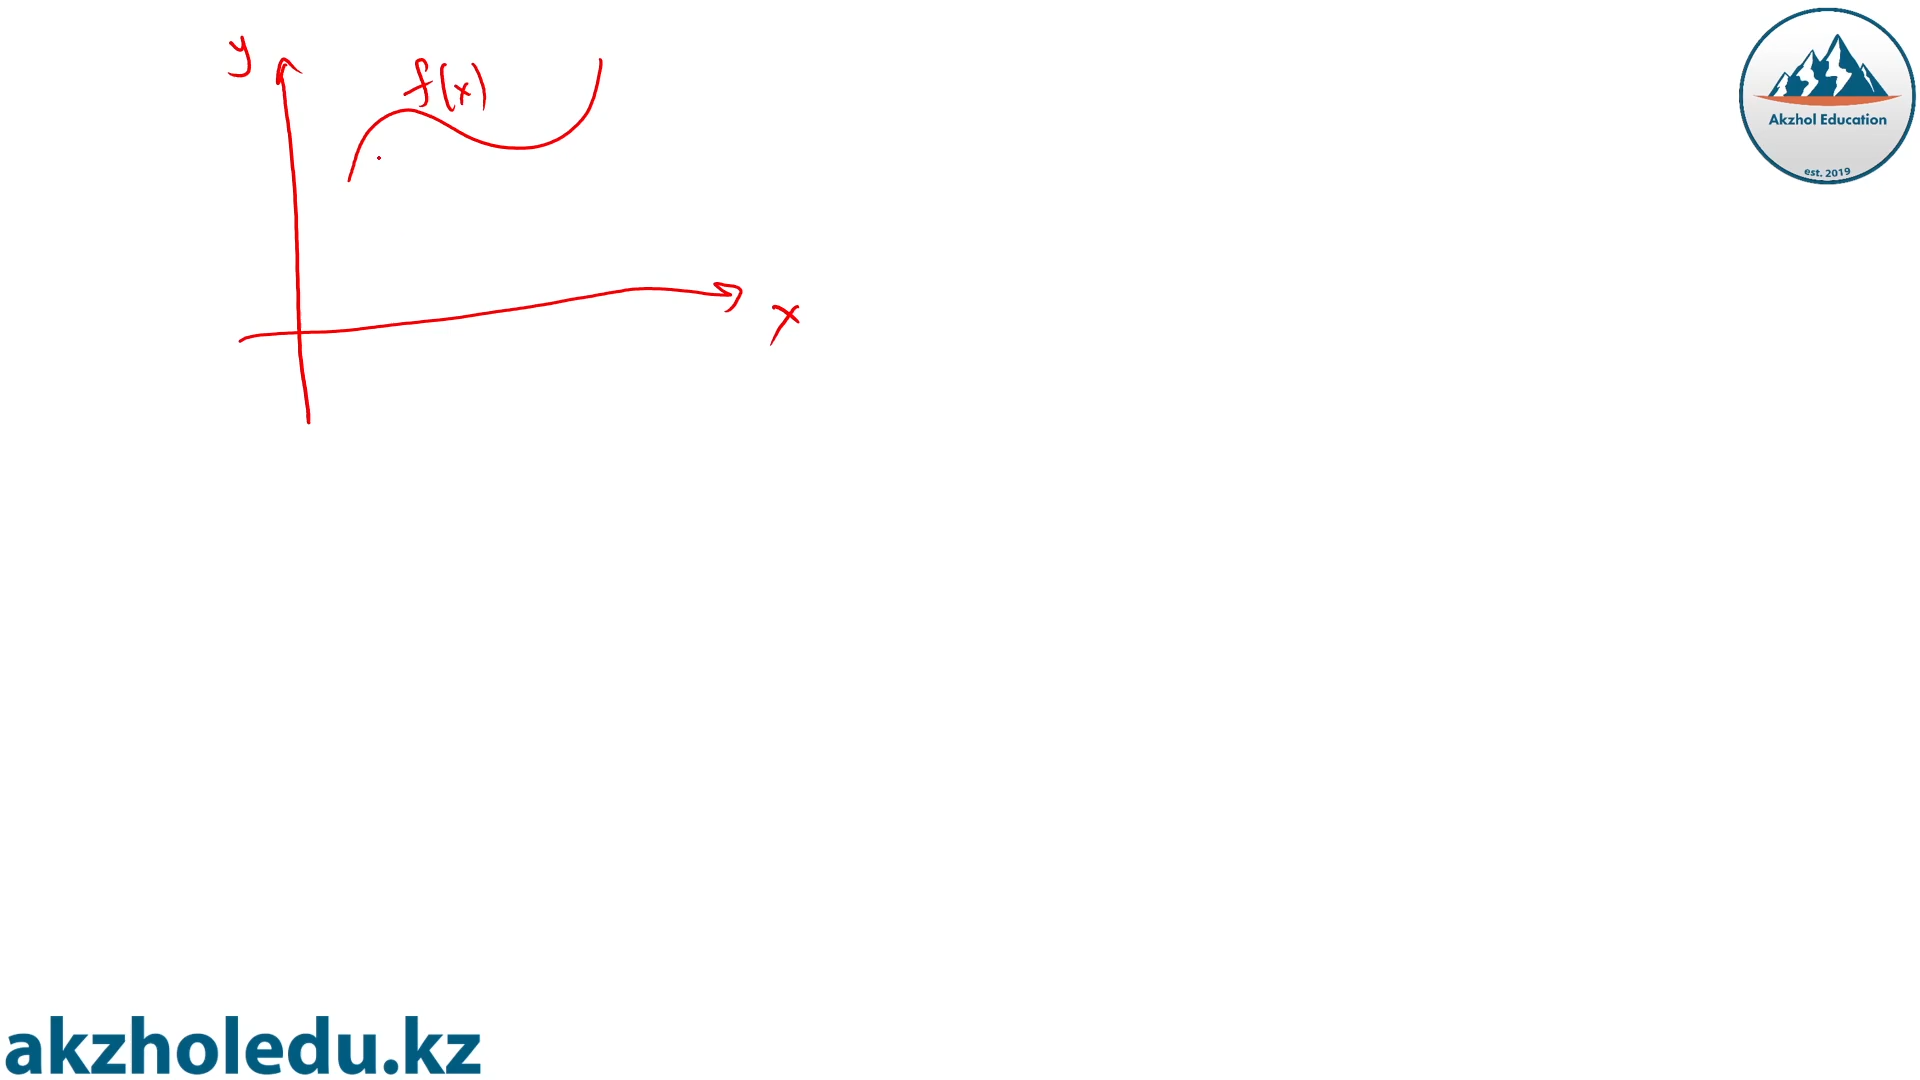 y
f(x)
x
Akzhol Education
est. 2019
akzholedu.kz